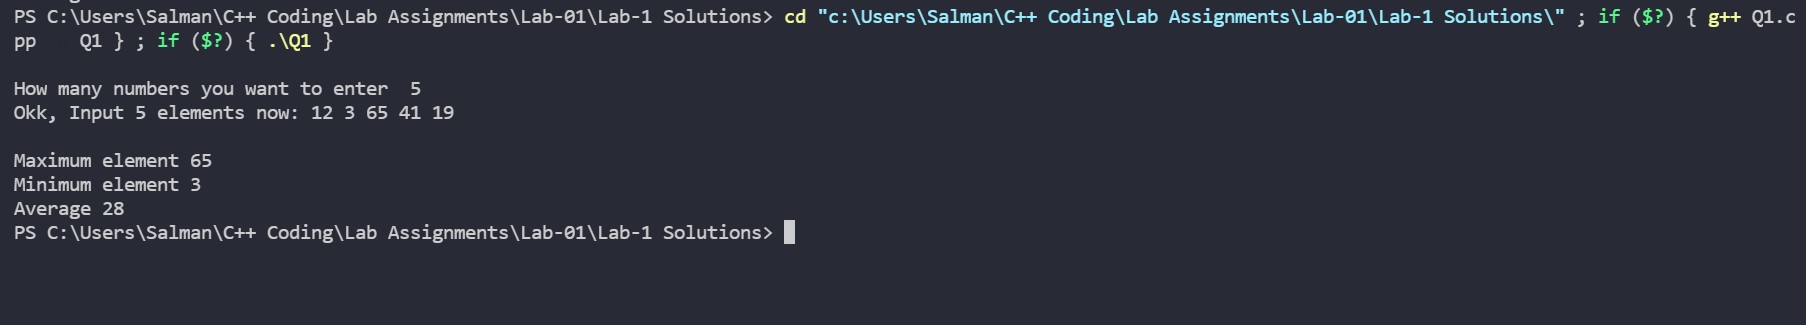 PS C:\Users\Salman\C++ Coding\Lab Assignments\Lab-01\Lab-1 Solutions> cd "c:\Users\Salman\C++ Coding\Lab Assignments\Lab-01\Lab-1 Solutions\" ; if ($?) { g++ Q1.c
pp Q1 } ; if ($?) { .\Q1 }
How many numbers you want to enter 5
Okk, Input 5 elements now: 12 3 65 41 19
Maximum element 65
Minimum element 3
Average 28
PS C:\Users\Salman\C++ Coding\Lab Assignments\Lab-01\Lab-1 Solutions>